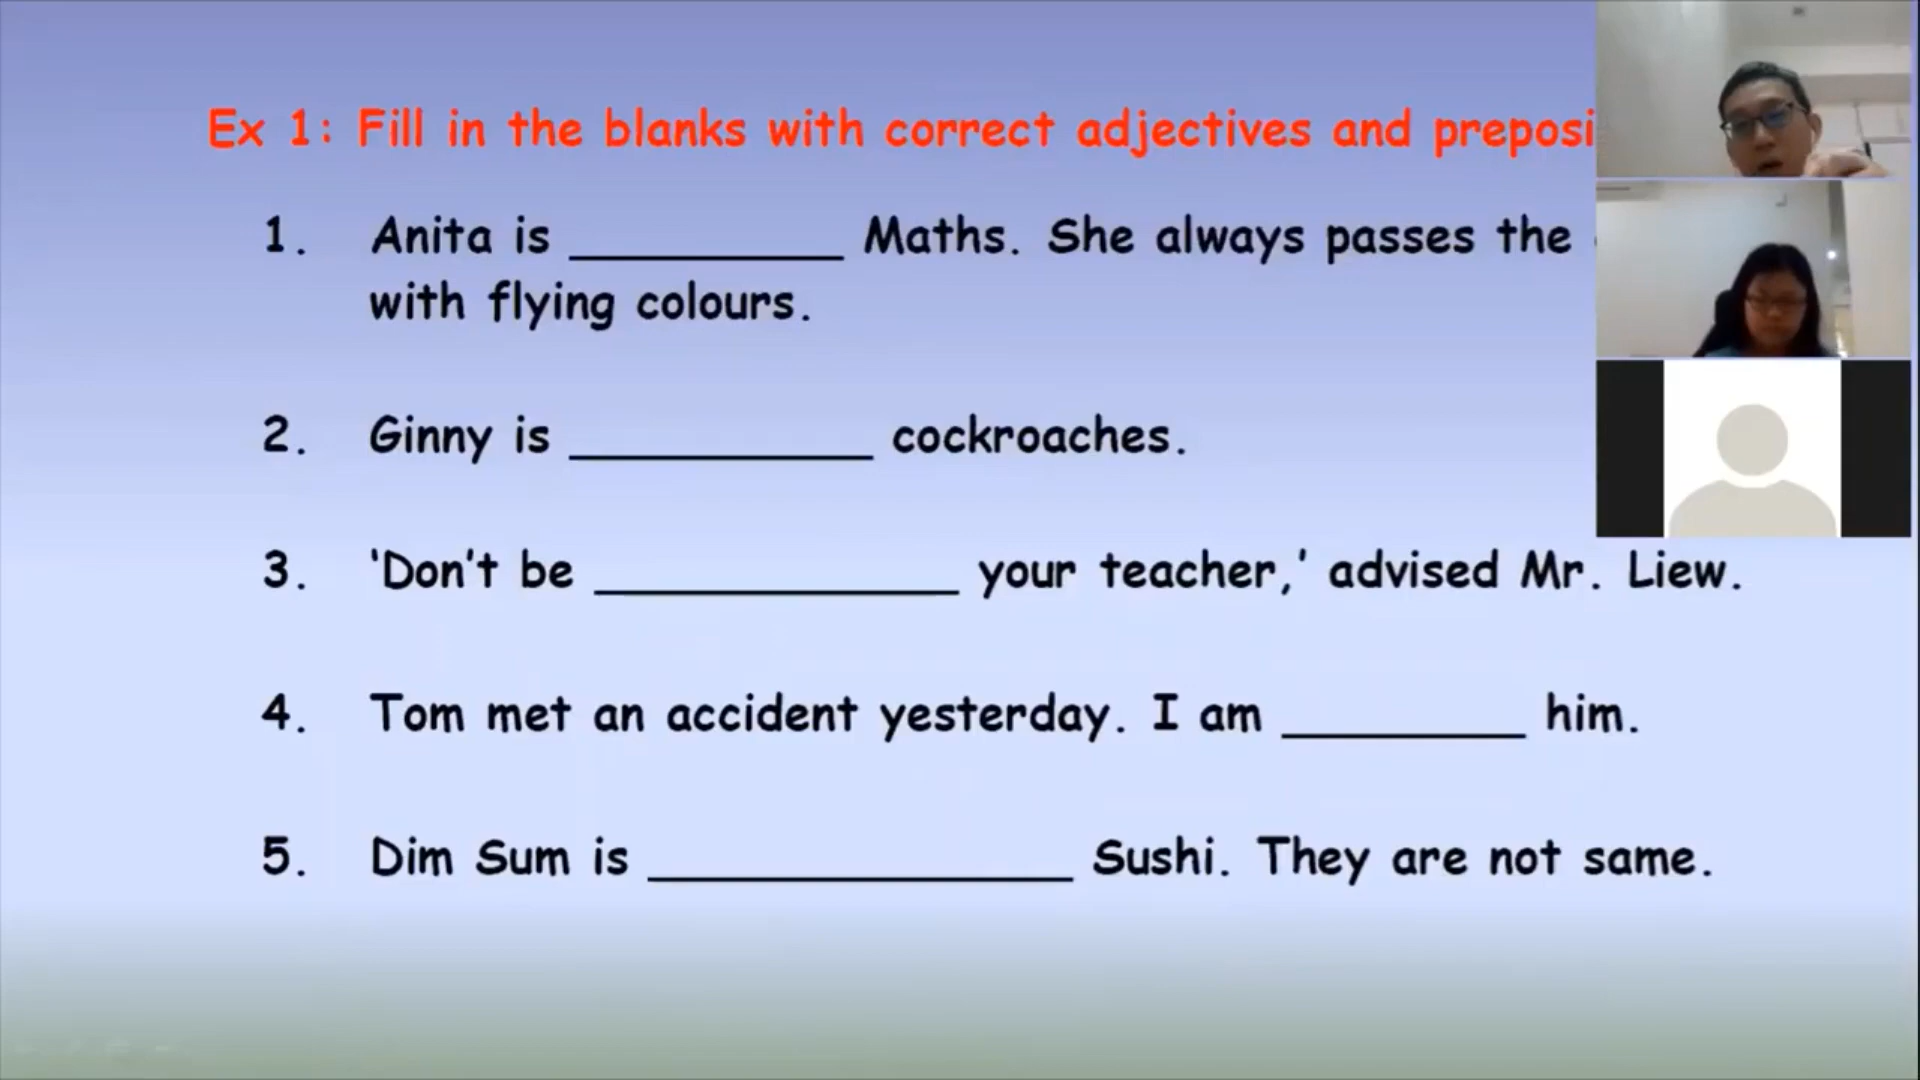 Ex 1: Fill in the blanks with correct adjectives and
1. Anita is __________ Maths. She always passes the
with flying colours.
2. Ginny is ___________ cockroaches.
3. ‘Don’t be _____________ your teacher,’ advised Mr. Liew.
4. Tom met an accident yesterday. I am _________ him.
5. Dim Sum is _______________ Sushi. They are not same.